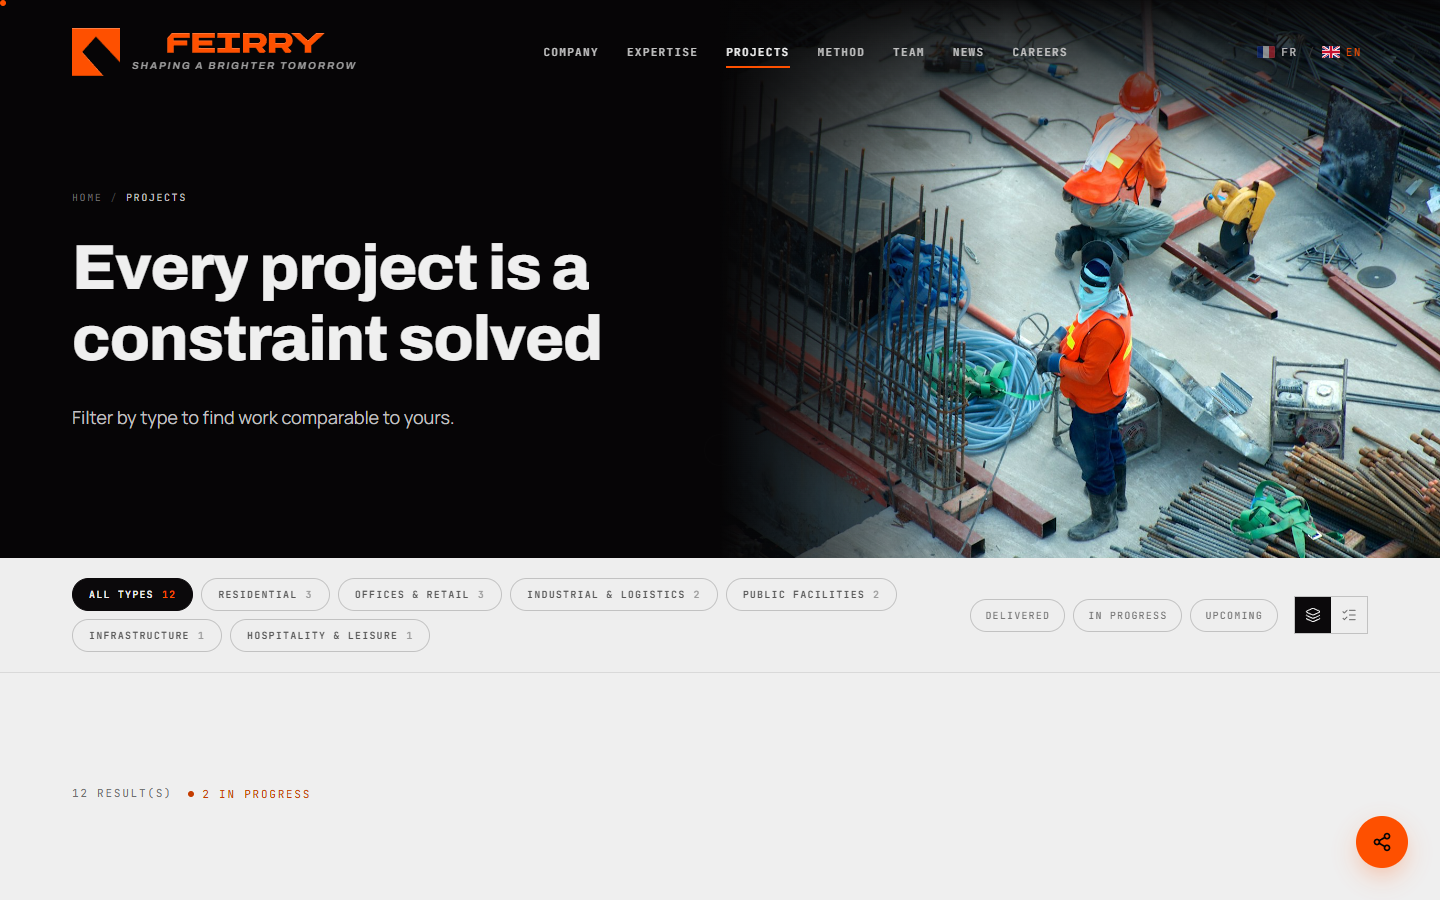 FEIRRY
SHAPING A BRIGHTER TOMORROW
COMPANY EXPERTISE PROJECTS METHOD TEAM NEWS CAREERS
FR / EN
HOME / PROJECTS
Every project is a
constraint solved
Filter by type to find work comparable to yours.
ALL TYPES 12 RESIDENTIAL 3 OFFICES & RETAIL 3 INDUSTRIAL & LOGISTICS 2 PUBLIC FACILITIES 2
INFRASTRUCTURE 1 HOSPITALITY & LEISURE 1
DELIVERED IN PROGRESS UPCOMING
12 RESULT(S) 2 IN PROGRESS